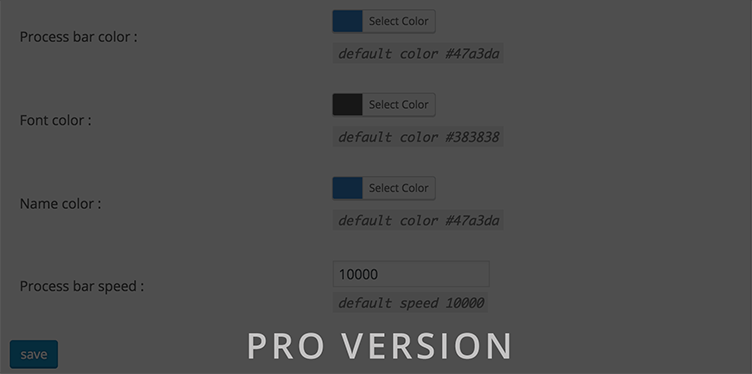 Process bar color :
Select Color
default color #47a3da
Font color :
Select Color
default color #383838
Name color :
Select Color
default color #47a3da
Process bar speed :
10000
default speed 10000
save
PRO VERSION